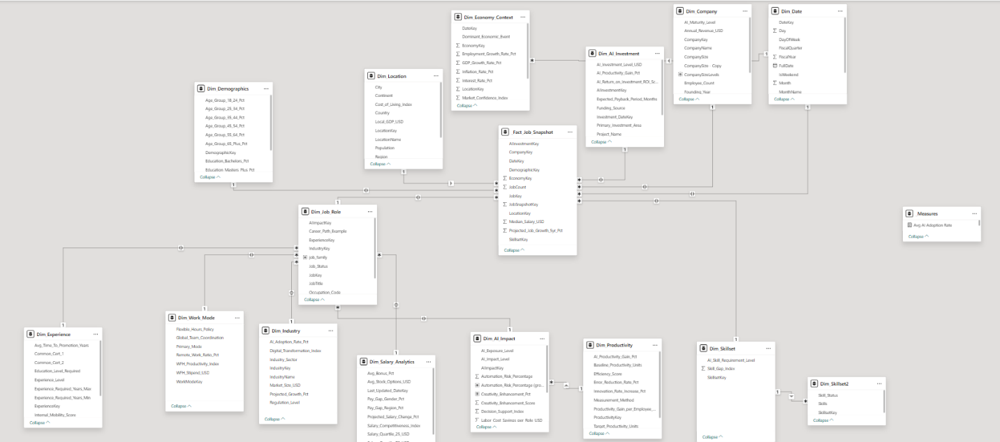 Dim_Economy_Context
DateKey
Dominant_Economic_Event
EconomyKey
Employment_Growth_Rate_Pct
GDP_Growth_Rate_Pct
Inflation_Rate_Pct
Interest_Rate_Pct
LocationKey
Market_Confidence_Index
Collapse
Dim_Company
AI_Maturity_Level
Annual_Revenue_USD
CompanyKey
CompanyName
CompanySize
CompanySize - Copy
CompanySizeLevels
Employee_Count
Founding_Year
Collapse
Dim_Date
DateKey
Day
DayOfWeek
FiscalQuarter
FiscalYear
FullDate
IsWeekend
Month
MonthName
Collapse
Dim_AI_Investment
AI_Investment_Level_USD
AI_Productivity_Gain_Pct
AI_Return_on_Investment_ROI_Sc...
AIInvestmentKey
Expected_Payback_Period_Months
Funding_Source
Investment_DateKey
Primary_Investment_Area
Project_Name
Collapse
Dim_Location
City
Continent
Cost_of_Living_Index
Country
Local_GDP_USD
LocationKey
LocationName
Population
Region
Collapse
Dim_Demographics
Age_Group_18_24_Pct
Age_Group_25_34_Pct
Age_Group_35_44_Pct
Age_Group_45_54_Pct
Age_Group_55_64_Pct
Age_Group_65_Plus_Pct
DemographicKey
Education_Bachelors_Pct
Education_Masters_Plus_Pct
Collapse
Fact_Job_Snapshot
AIInvestmentKey
CompanyKey
DateKey
DemographicKey
EconomyKey
JobCount
JobKey
JobSnapshotKey
LocationKey
Median_Salary_USD
Projected_Job_Growth_5yr_Pct
SkillsetKey
Collapse
Dim_Job_Role
AIImpactKey
Career_Path_Example
ExperienceKey
IndustryKey
job_family
Job_Status
JobKey
JobTitle
Occupation_Code
Collapse
Measures
Avg AI Adoption Rate
Collapse
Dim_Experience
Avg_Time_To_Promotion_Years
Common_Cert_1
Common_Cert_2
Education_Level_Required
Experience_Level
Experience_Required_Years_Max
Experience_Required_Years_Min
ExperienceKey
Internal_Mobility_Score
Collapse
Dim_Work_Mode
Flexible_Hours_Policy
Global_Team_Coordination
Primary_Mode
Remote_Work_Ratio_Pct
WFH_Productivity_Index
WFH_Stipend_USD
WorkModeKey
Collapse
Dim_Industry
AI_Adoption_Rate_Pct
Digital_Transformation_Index
Industry_Sector
IndustryKey
IndustryName
Market_Size_USD
Projected_Growth_Pct
Regulation_Level
Collapse
Dim_Salary_Analytics
Avg_Bonus_Pct
Avg_Stock_Options_USD
Last_Updated_DateKey
Pay_Gap_Gender_Pct
Pay_Gap_Region_Pct
Projected_Salary_Change_Pct
Salary_Competitiveness_Index
Salary_Quartile_25_USD
Dim_AI_Impact
AI_Exposure_Level
AI_Impact_Level
AIImpactKey
Automation_Risk_Percentage
Automation_Risk_Percentage (gro...
Creativity_Enhancement_Pct
Creativity_Enhancement_Score
Decision_Support_Index
Labor_Cost_Savings_per_Role_USD
Collapse
Dim_Productivity
AI_Productivity_Gain_Pct
Baseline_Productivity_Units
Efficiency_Score
Error_Reduction_Rate_Pct
Innovation_Rate_Increase_Pct
Measurement_Method
Productivity_Gain_per_Employee_...
ProductivityKey
Target_Productivity_Units
Collapse
Dim_Skillset
AI_Skill_Requirement_Level
Skill_Gap_Index
SkillsetKey
Collapse
Dim_Skillset2
Skill_Status
Skills
SkillsetKey
Collapse